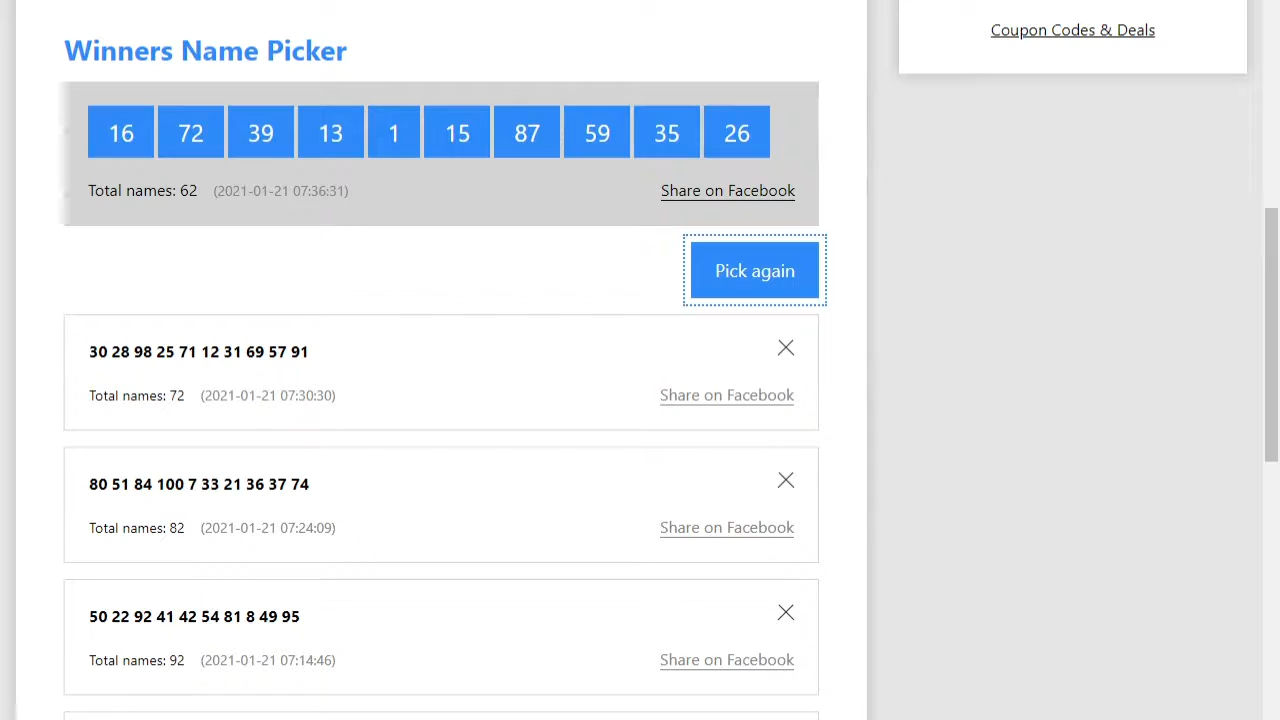 Coupon Codes & Deals
Winners Name Picker
16 72 39 13 1 15 87 59 35 26
Total names: 62 (2021-01-21 07:36:31) Share on Facebook
Pick again
30 28 98 25 71 12 31 69 57 91
Total names: 72 (2021-01-21 07:30:30) Share on Facebook
80 51 84 100 7 33 21 36 37 74
Total names: 82 (2021-01-21 07:24:09) Share on Facebook
50 22 92 41 42 54 81 8 49 95
Total names: 92 (2021-01-21 07:14:46) Share on Facebook